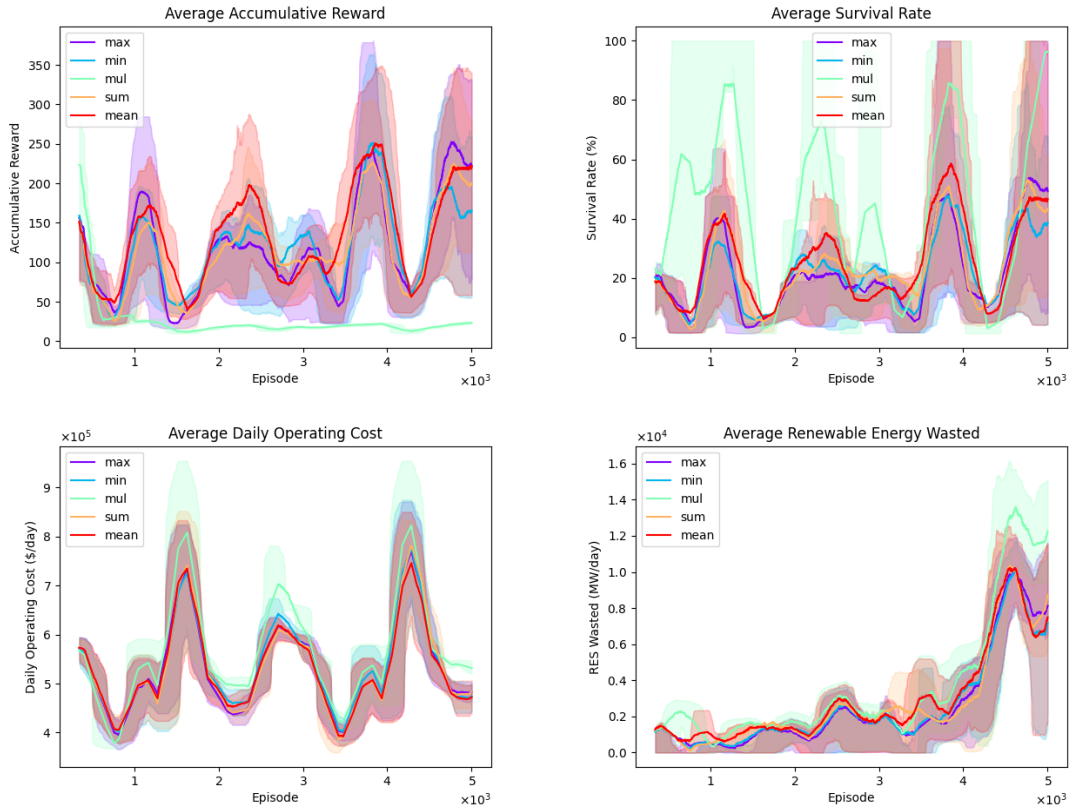 Average Accumulative Reward
Accumulative Reward
350
300
250
200
150
100
50
0
max
min
mul
sum
mean
1
2
3
4
5
Episode
×10³
Average Survival Rate
Survival Rate (%)
100
80
60
40
20
0
max
min
mul
sum
mean
1
2
3
4
5
Episode
×10³
Average Daily Operating Cost
×10⁵
Daily Operating Cost ($/day)
9
8
7
6
5
4
max
min
mul
sum
mean
1
2
3
4
5
Episode
×10³
Average Renewable Energy Wasted
×10⁴
RES Wasted (MW/day)
1.6
1.4
1.2
1.0
0.8
0.6
0.4
0.2
0.0
max
min
mul
sum
mean
1
2
3
4
5
Episode
×10³